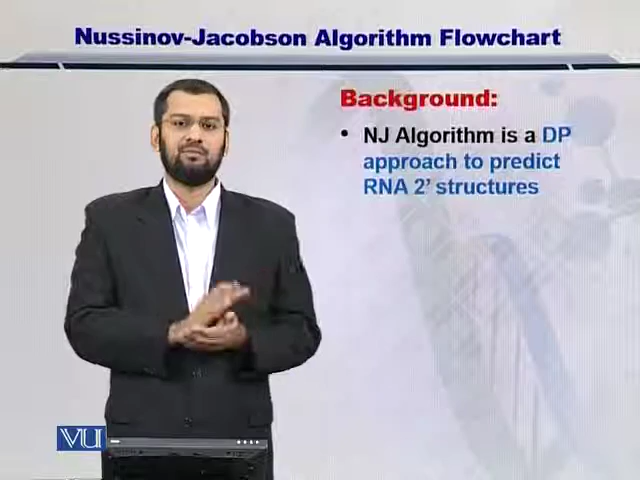 Nussinov-Jacobson Algorithm Flowchart
Background:
• NJ Algorithm is a DP
approach to predict
RNA 2’ structures
VU